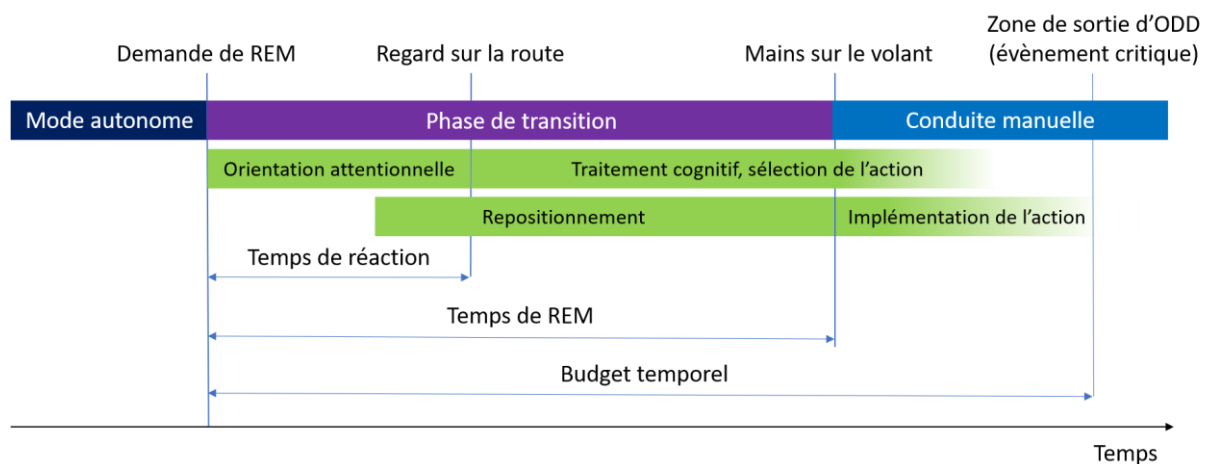 Zone de sortie d'ODD
Demande de REM Regard sur la route Mains sur le volant (évènement critique)
Mode autonome Phase de transition Conduite manuelle
Orientation attentionnelle Traitement cognitif, sélection de l'action
Repositionnement Implémentation de l'action
Temps de réaction
Temps de REM
Budget temporel
Temps